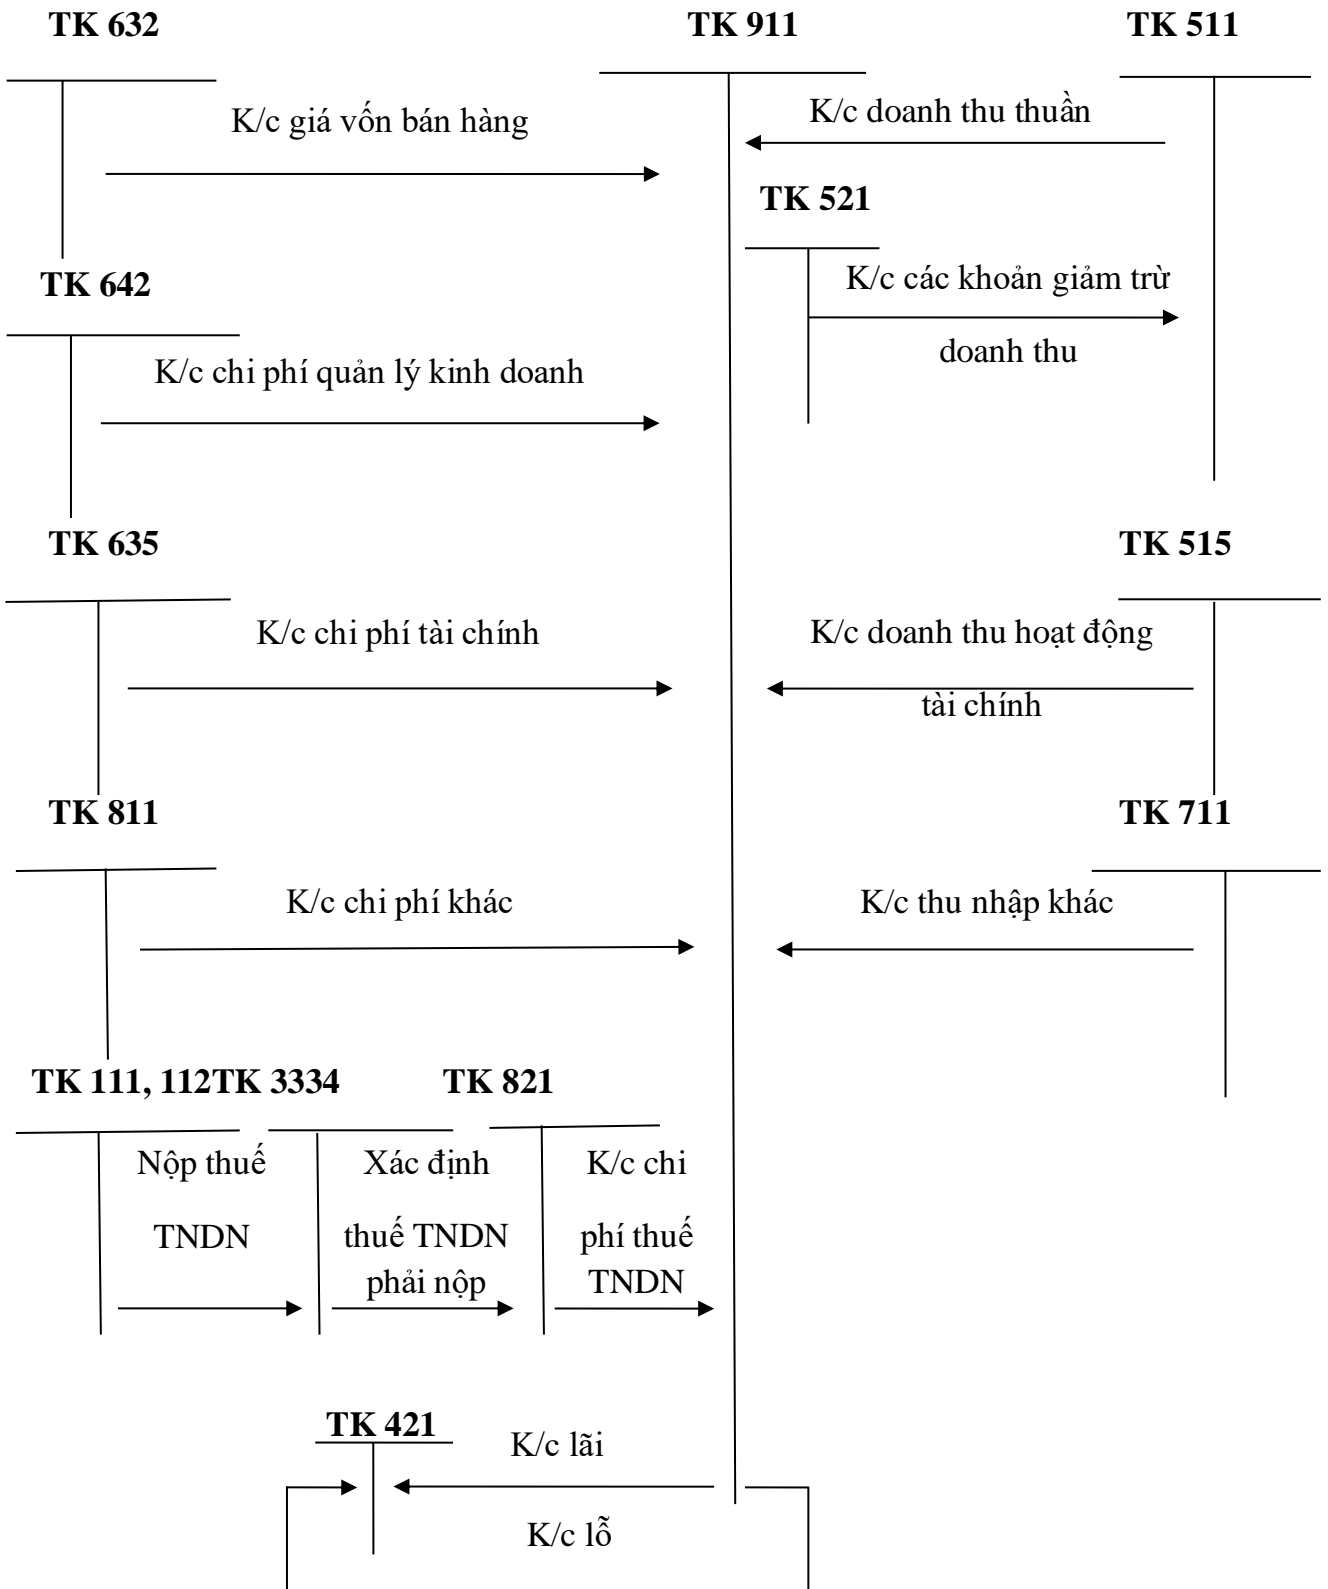 TK 632
TK 911
TK 511
K/c giá vốn bán hàng
K/c doanh thu thuần
TK 521
TK 642
K/c các khoản giảm trừ
doanh thu
K/c chi phí quản lý kinh doanh
TK 635
TK 515
K/c chi phí tài chính
K/c doanh thu hoạt động
tài chính
TK 811
TK 711
K/c chi phí khác
K/c thu nhập khác
TK 111, 112TK 3334
TK 821
Nộp thuế
TNDN
Xác định
thuế TNDN
phải nộp
K/c chi
phí thuế
TNDN
TK 421
K/c lãi
K/c lỗ